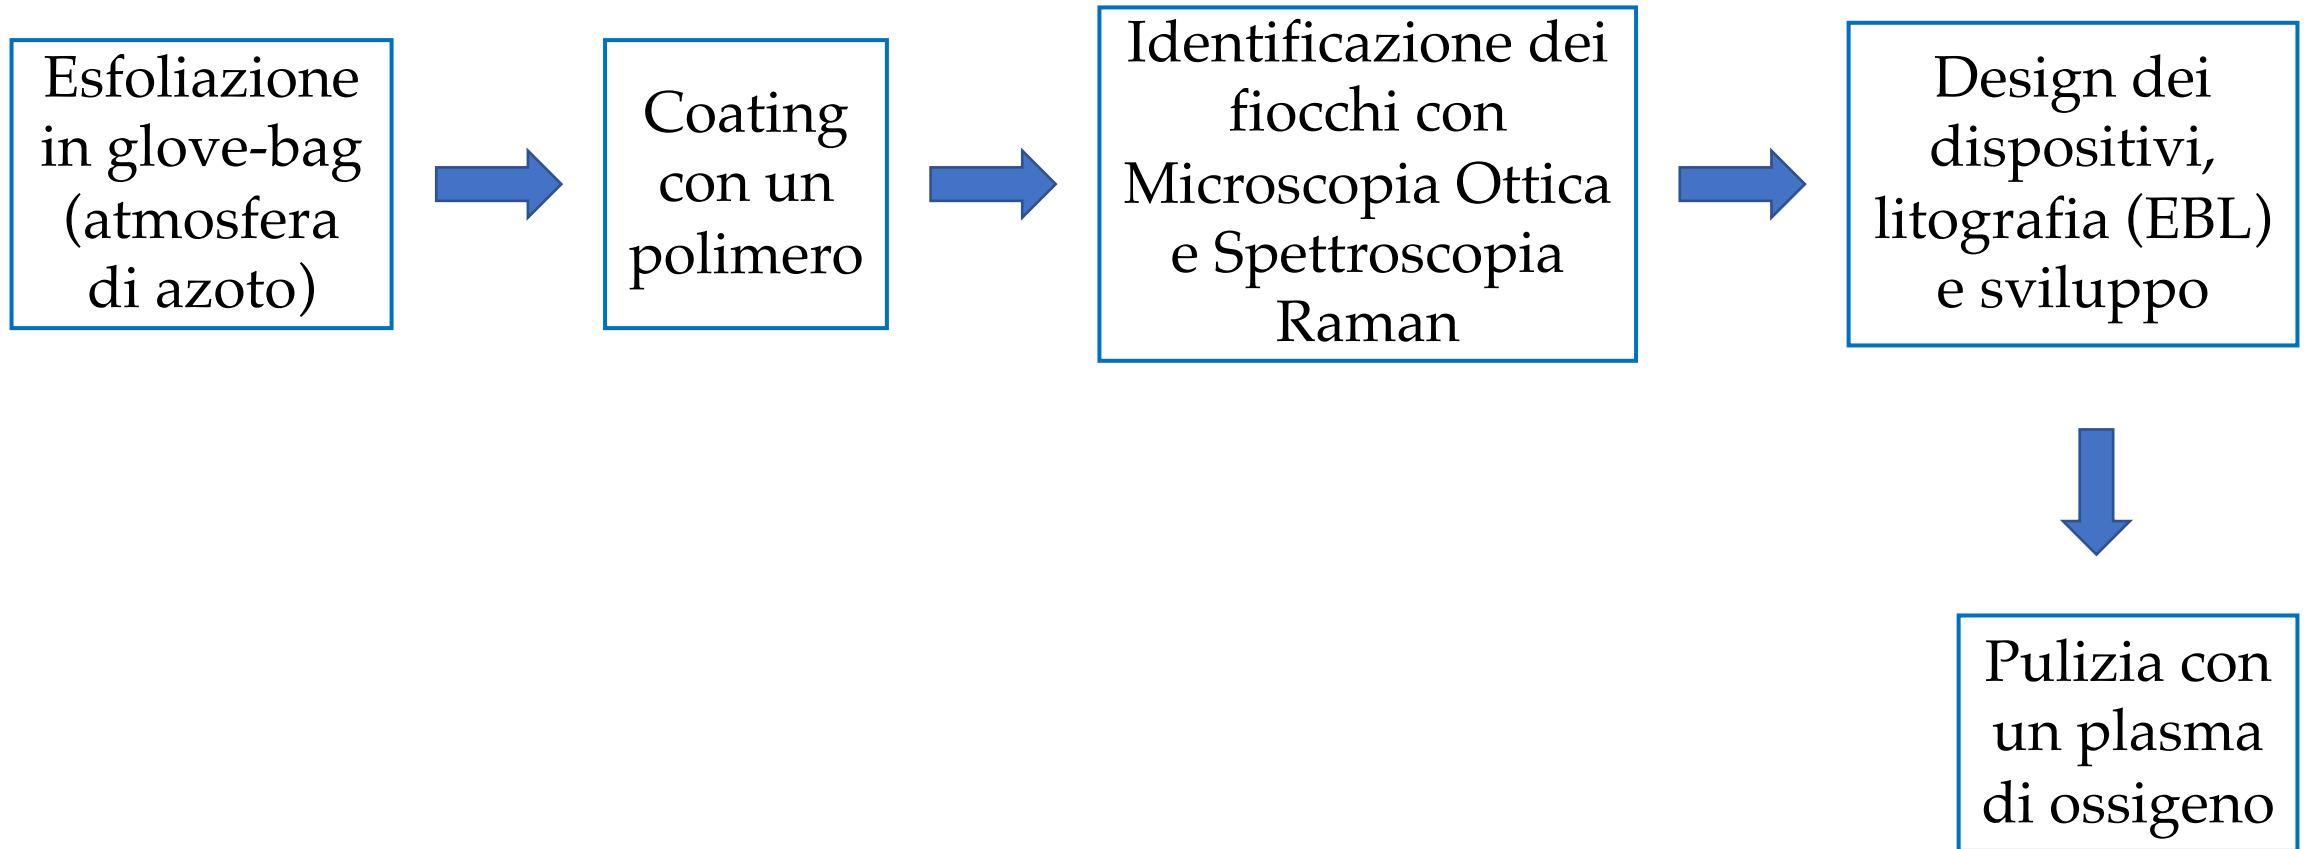 Esfoliazione
in glove-bag
(atmosfera
di azoto)
Coating
con un
polimero
Identificazione dei
fiocchi con
Microscopia Ottica
e Spettroscopia
Raman
Design dei
dispositivi,
litografia (EBL)
e sviluppo
Pulizia con
un plasma
di ossigeno